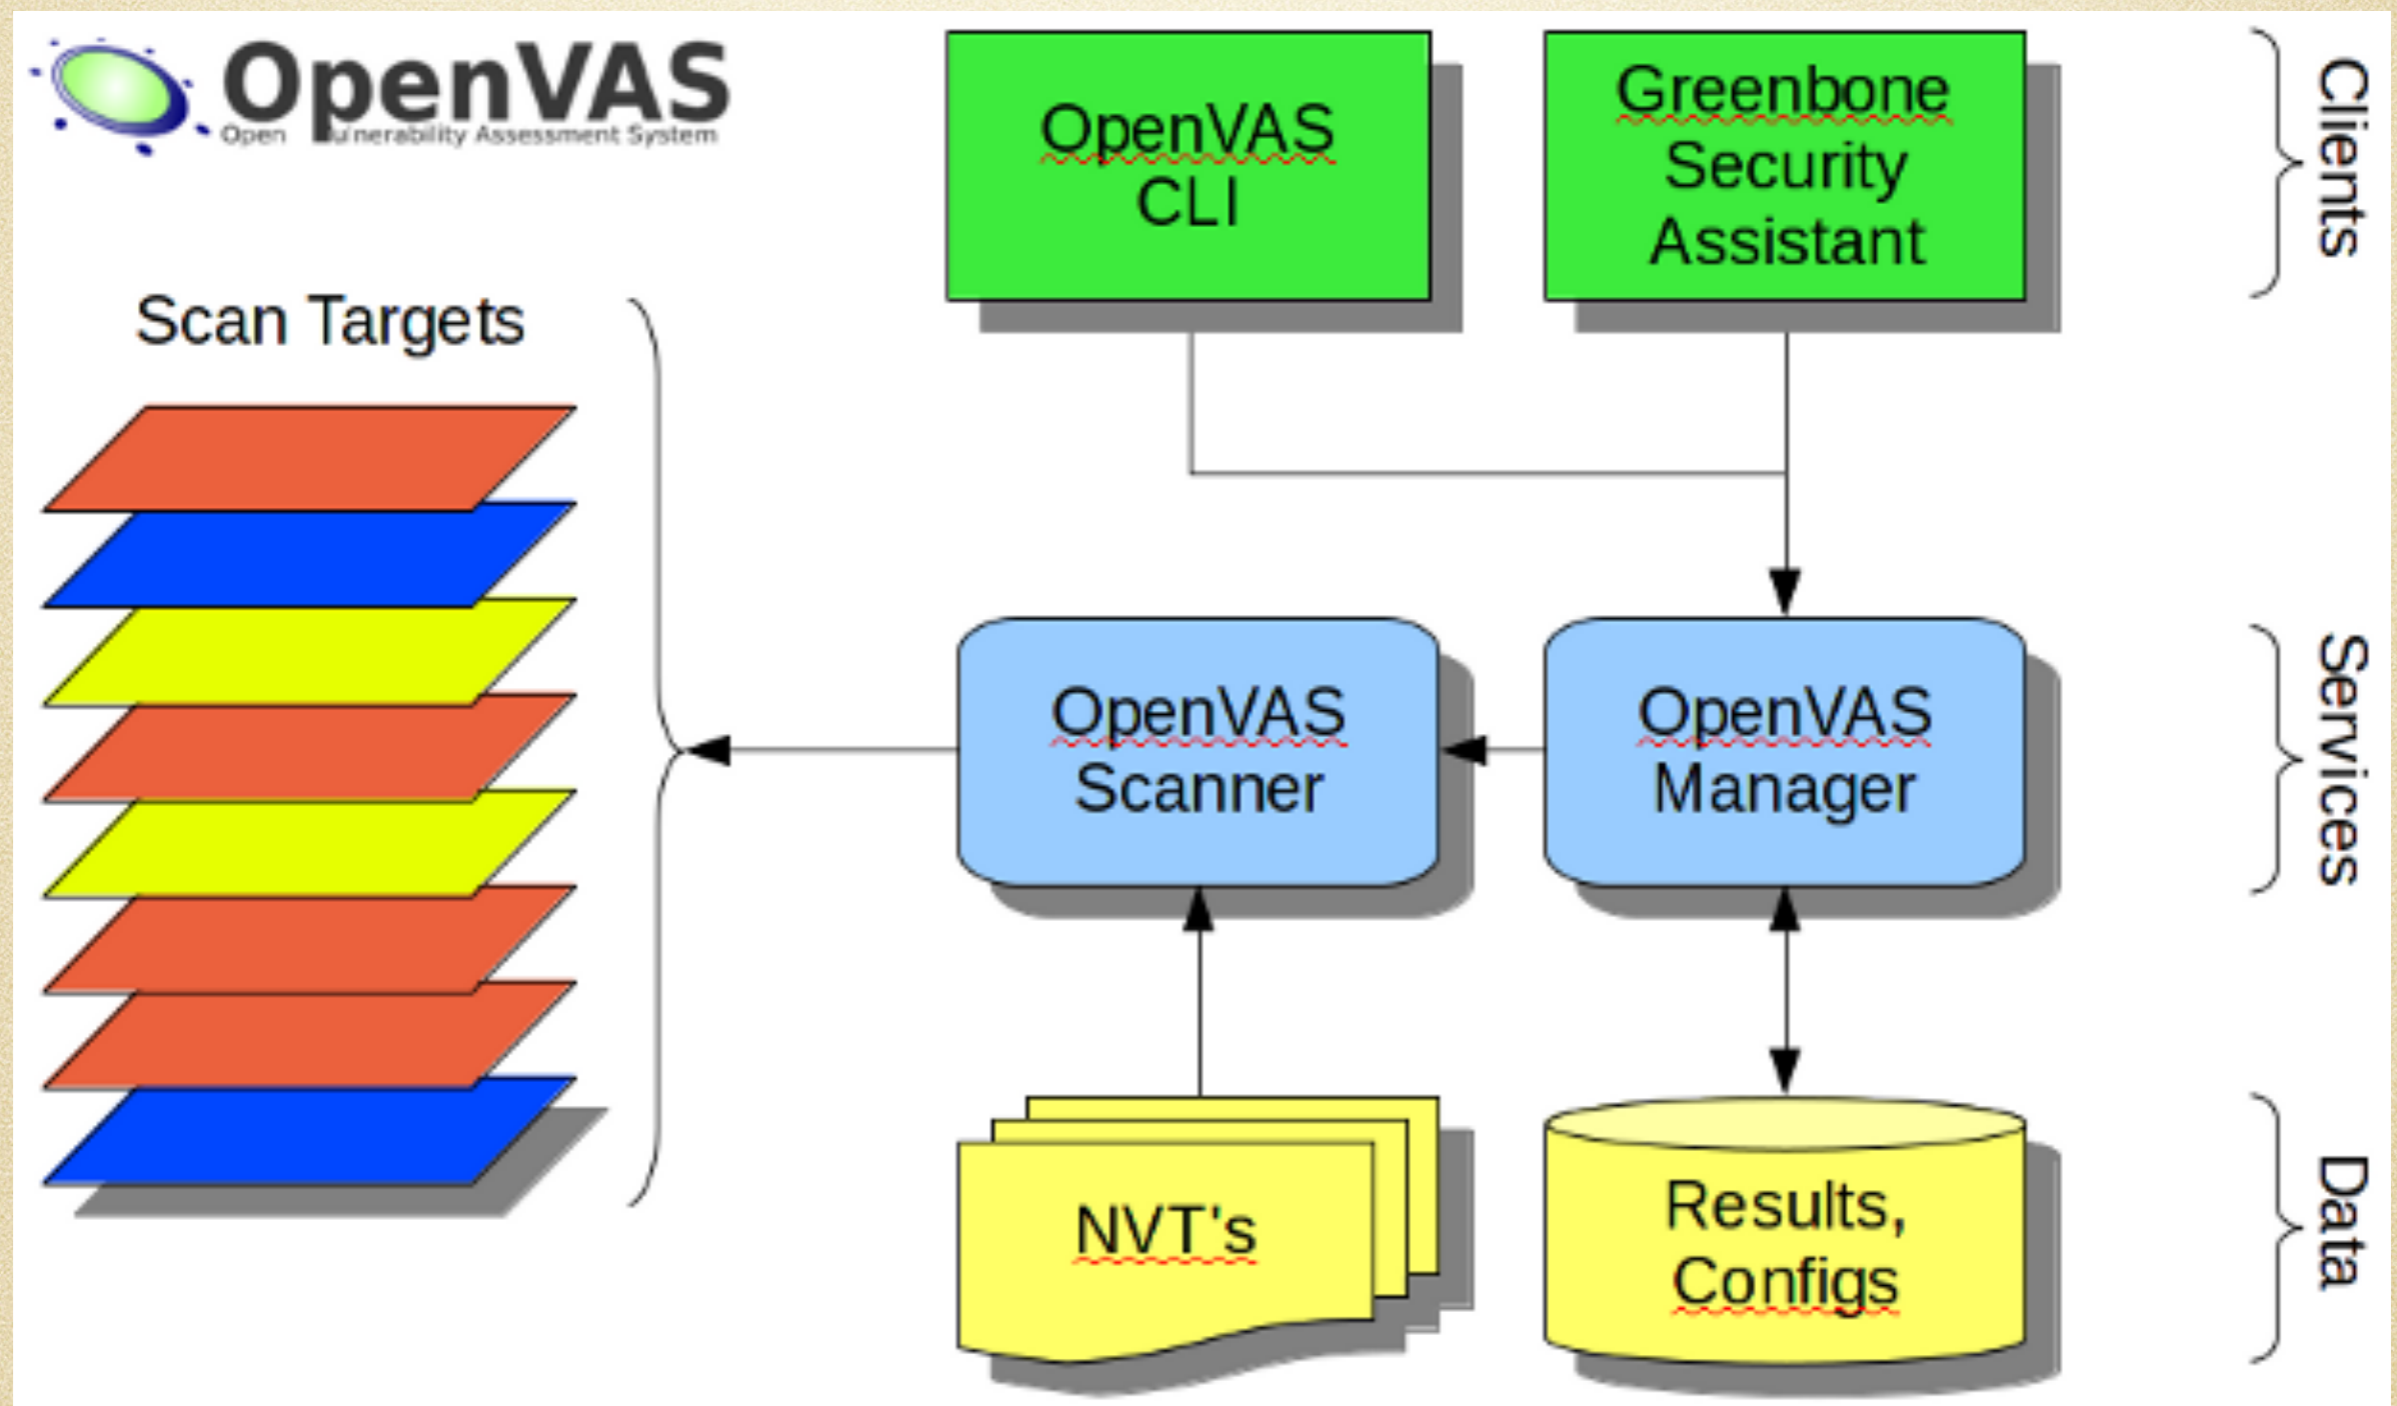 OpenVAS
Open Vulnerability Assessment System
OpenVAS
CLI
Greenbone
Security
Assistant
Clients
Scan Targets
OpenVAS
Scanner
OpenVAS
Manager
Services
NVT's
Results,
Configs
Data